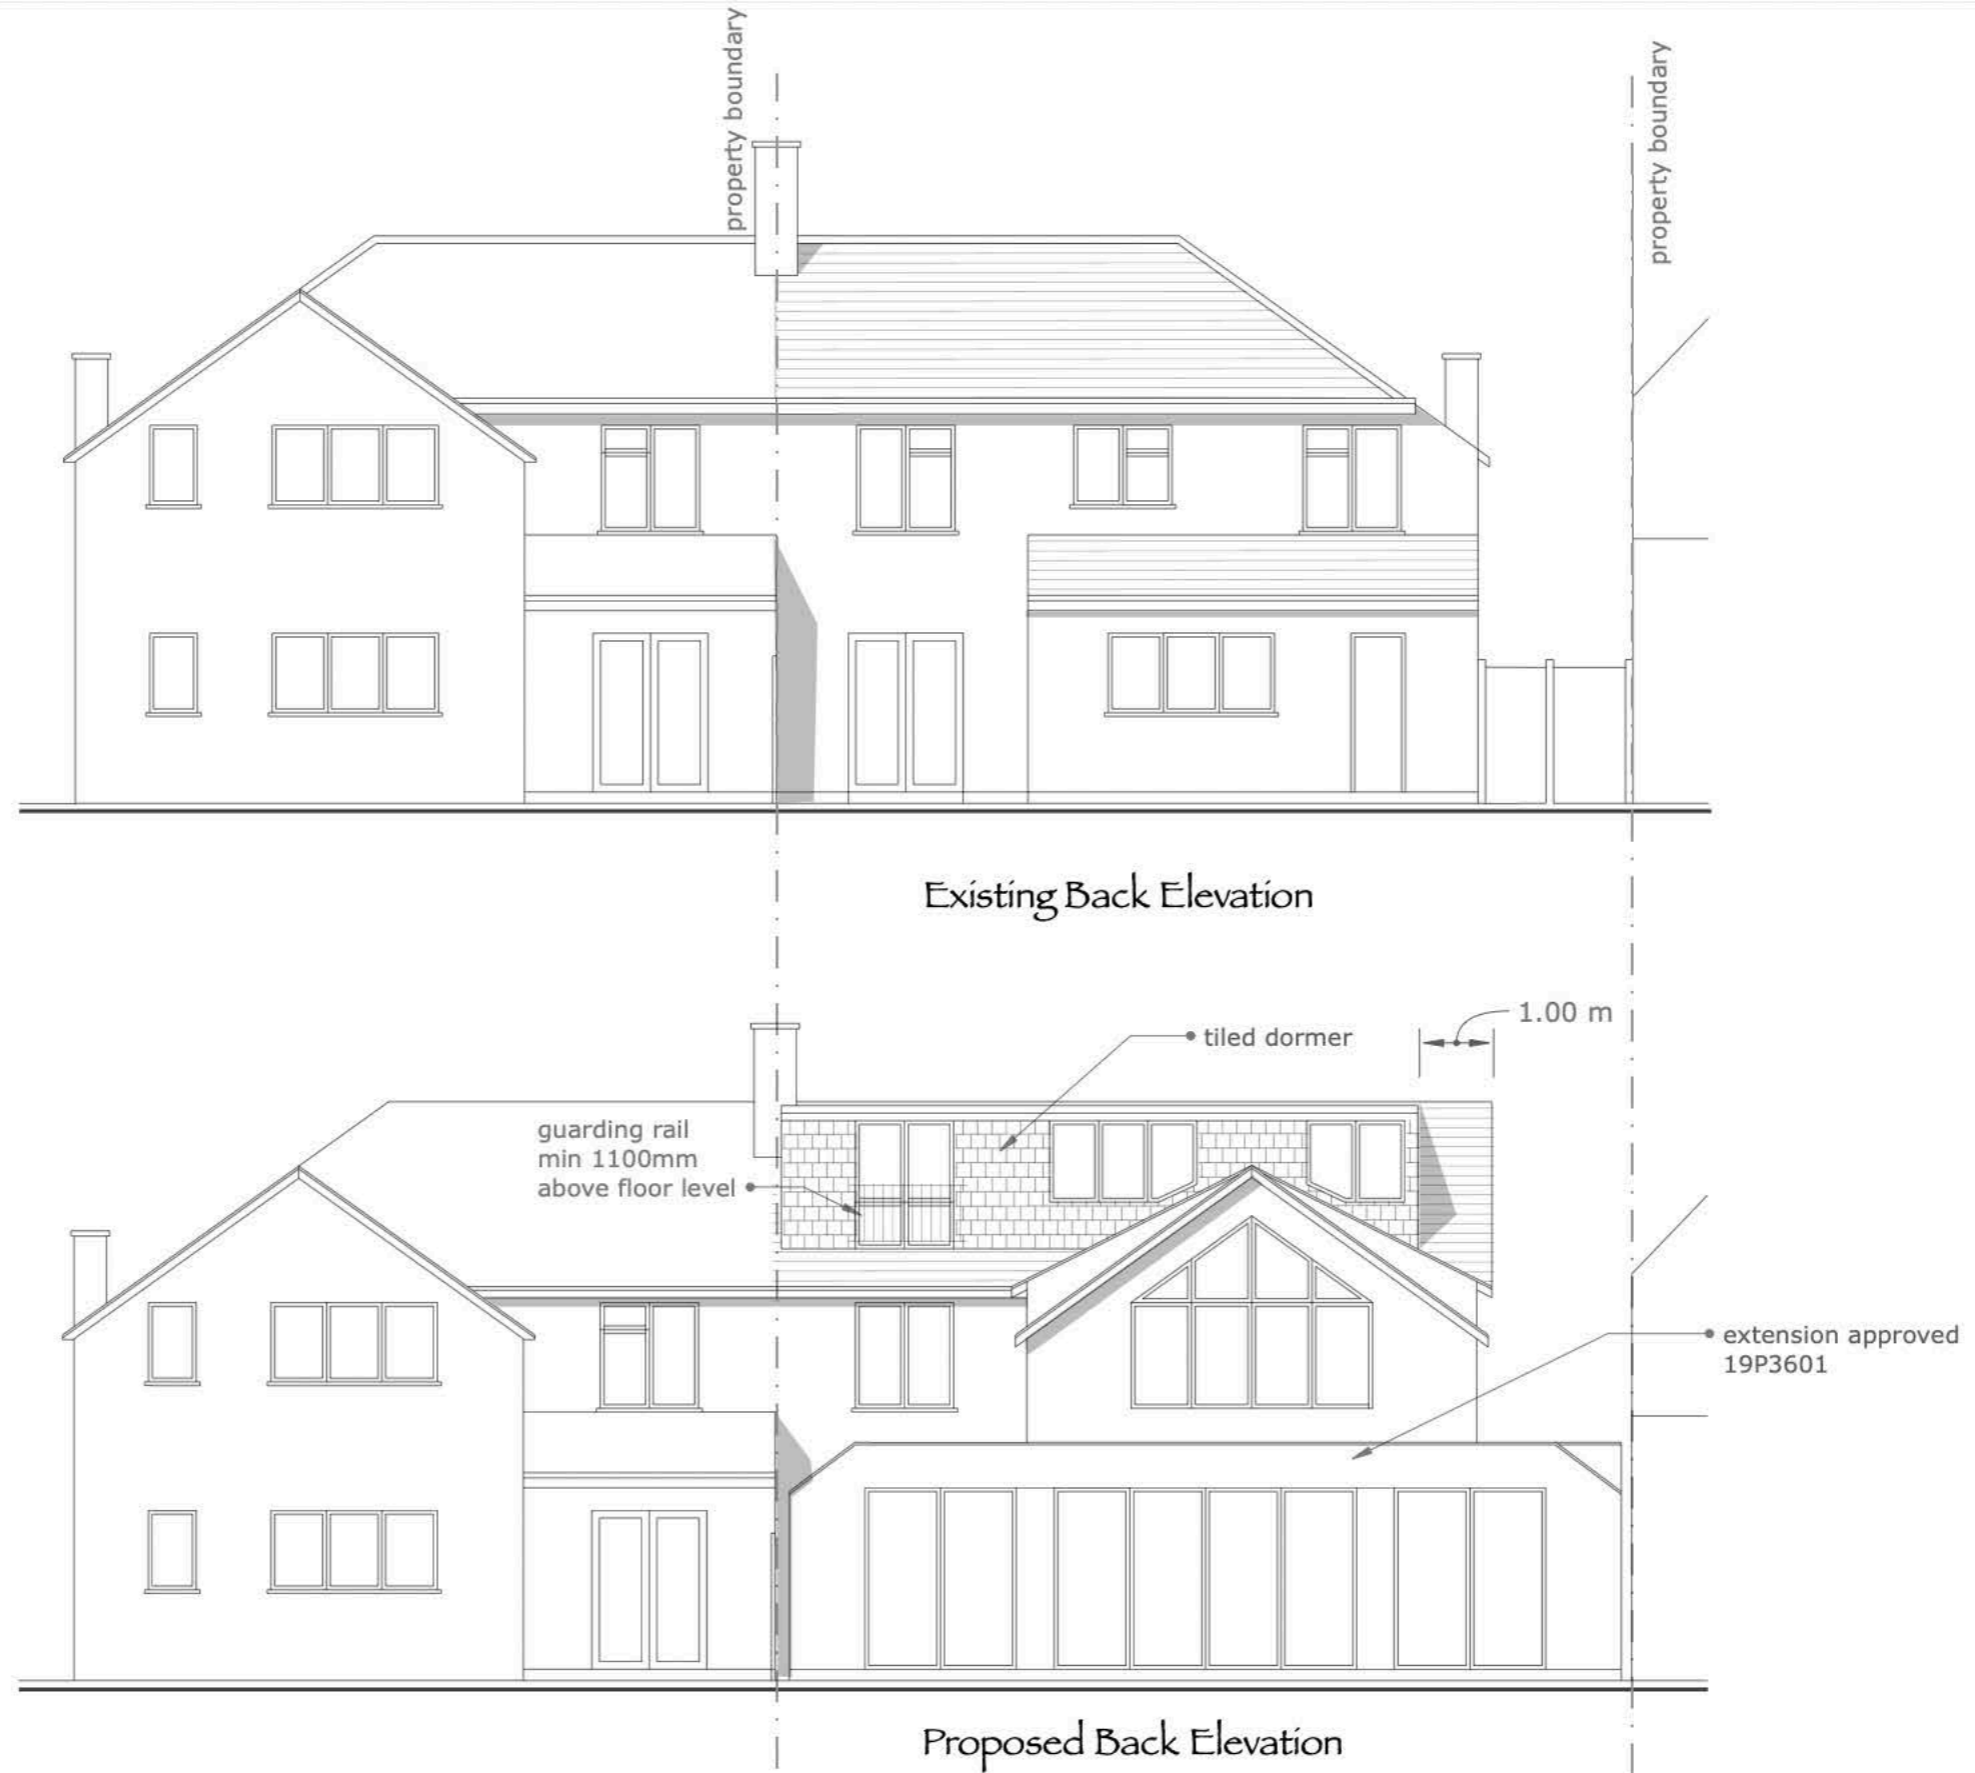 property boundary
property boundary
Existing Back Elevation
1.00 m
tiled dormer
guarding rail
min 1100mm
above floor level
extension approved
19P3601
Proposed Back Elevation